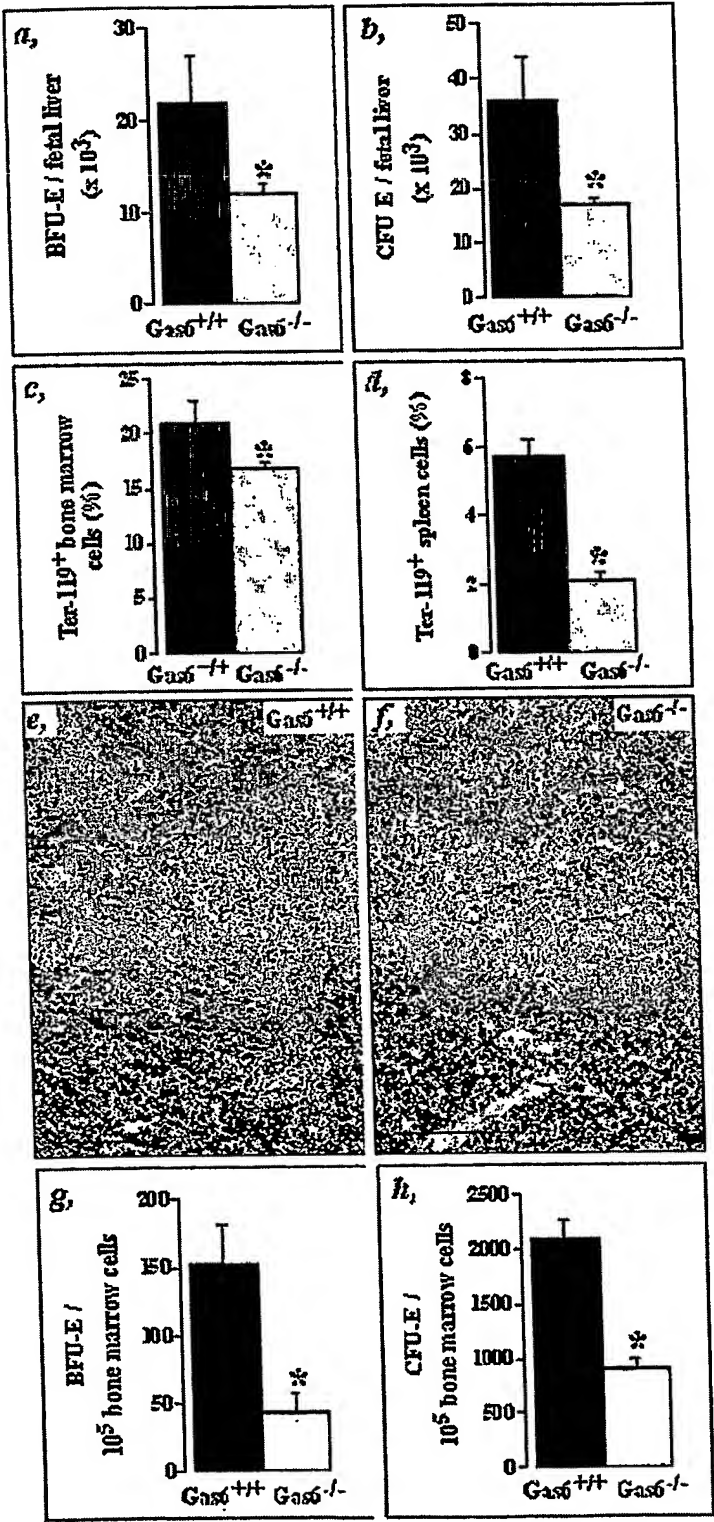 a,
BFU-E / fetal liver
(x 10³)
30
20
10
0
Gas6+/+ Gas6-/-
b,
CFU E / fetal liver
(x 10³)
50
40
30
20
10
0
Gas6+/+ Gas6-/-
c,
Ter-119+ bone marrow
cells (%)
25
20
15
10
5
0
Gas6-/+ Gas6-/-
*
d,
Ter-119+ spleen cells (%)
8
6
4
2
0
Gas6+/+ Gas6-/-
*
e,
Gas6+/+
f,
Gas6-/-
g,
BFU-E /
10⁵ bone marrow cells
200
150
100
50
0
*
Gas6+/+ Gas6-/-
h,
CFU-E /
10⁵ bone marrow cells
2500
2000
1500
1000
500
0
*
Gas6+/+ Gas6-/-